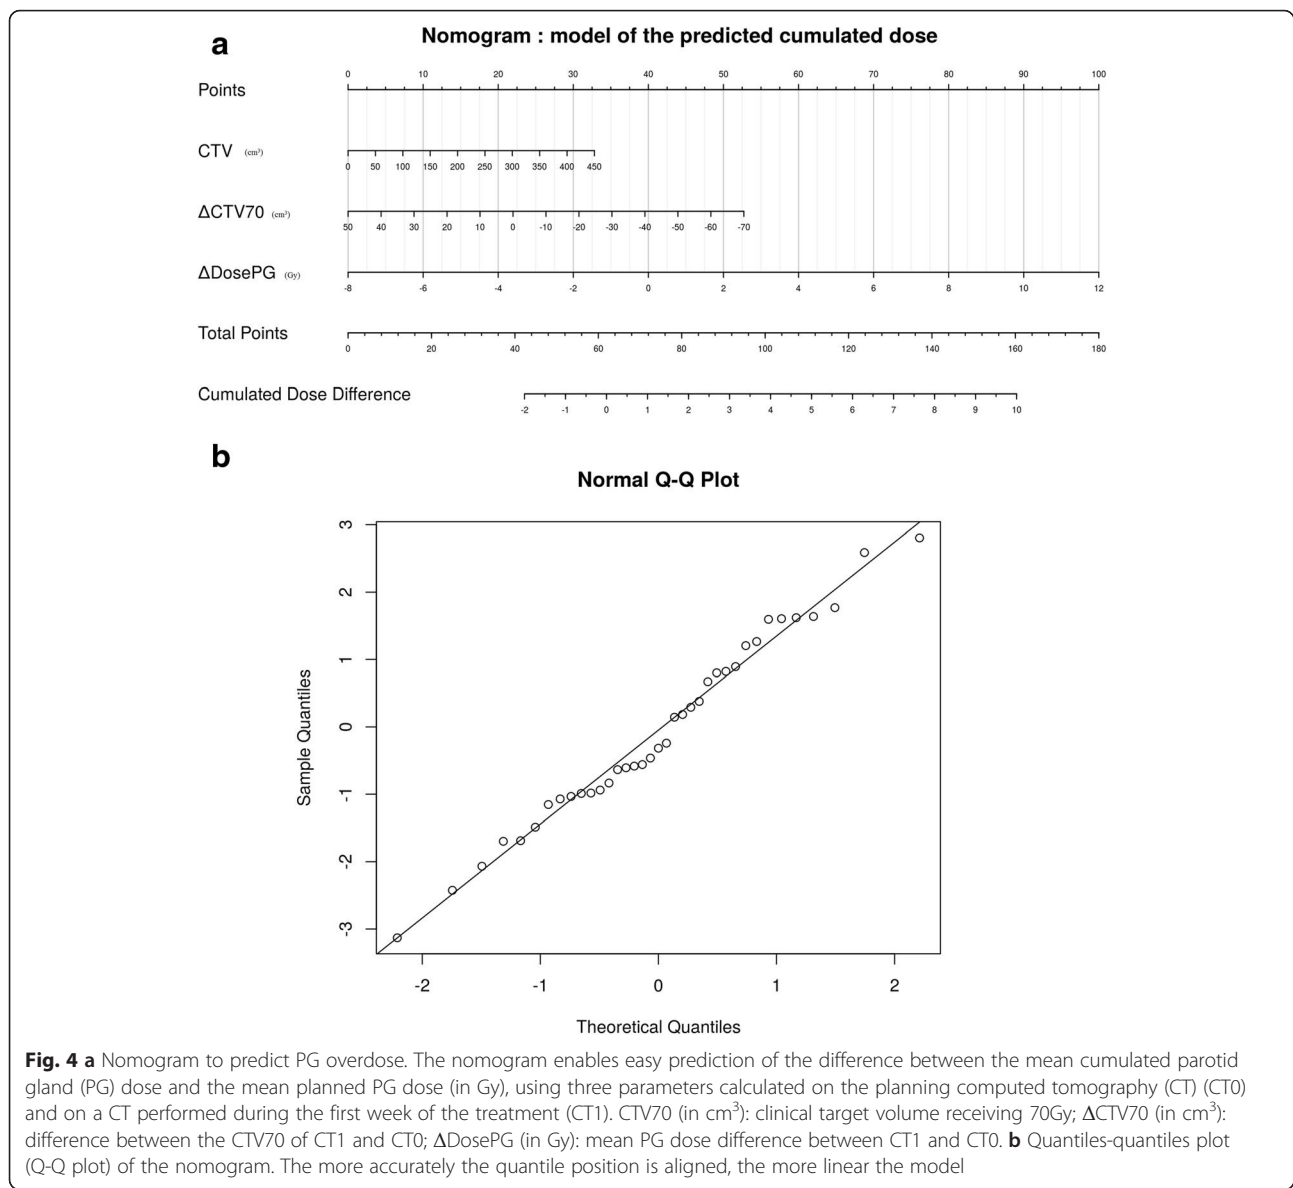 a
Nomogram : model of the predicted cumulated dose
0 10 20 30 40 50 60 70 80 90 100
Points
CTV (cm³)
0 50 100 150 200 250 300 350 400 450
ΔCTV70 (cm³)
50 40 30 20 10 0 -10 -20 -30 -40 -50 -60 -70
ΔDosePG (Gy)
-8 -6 -4 -2 0 2 4 6 8 10 12
Total Points
0 20 40 60 80 100 120 140 160 180
Cumulated Dose Difference
-2 -1 0 1 2 3 4 5 6 7 8 9 10
b
Normal Q-Q Plot
Sample Quantiles
3
2
1
0
-1
-2
-3
-2 -1 0 1 2
Theoretical Quantiles
Fig. 4 a Nomogram to predict PG overdose. The nomogram enables easy prediction of the difference between the mean cumulated parotid
gland (PG) dose and the mean planned PG dose (in Gy), using three parameters calculated on the planning computed tomography (CT) (CT0)
and on a CT performed during the first week of the treatment (CT1). CTV70 (in cm³): clinical target volume receiving 70Gy; ΔCTV70 (in cm³):
difference between the CTV70 of CT1 and CT0; ΔDosePG (in Gy): mean PG dose difference between CT1 and CT0. b Quantiles-quantiles plot
(Q-Q plot) of the nomogram. The more accurately the quantile position is aligned, the more linear the model